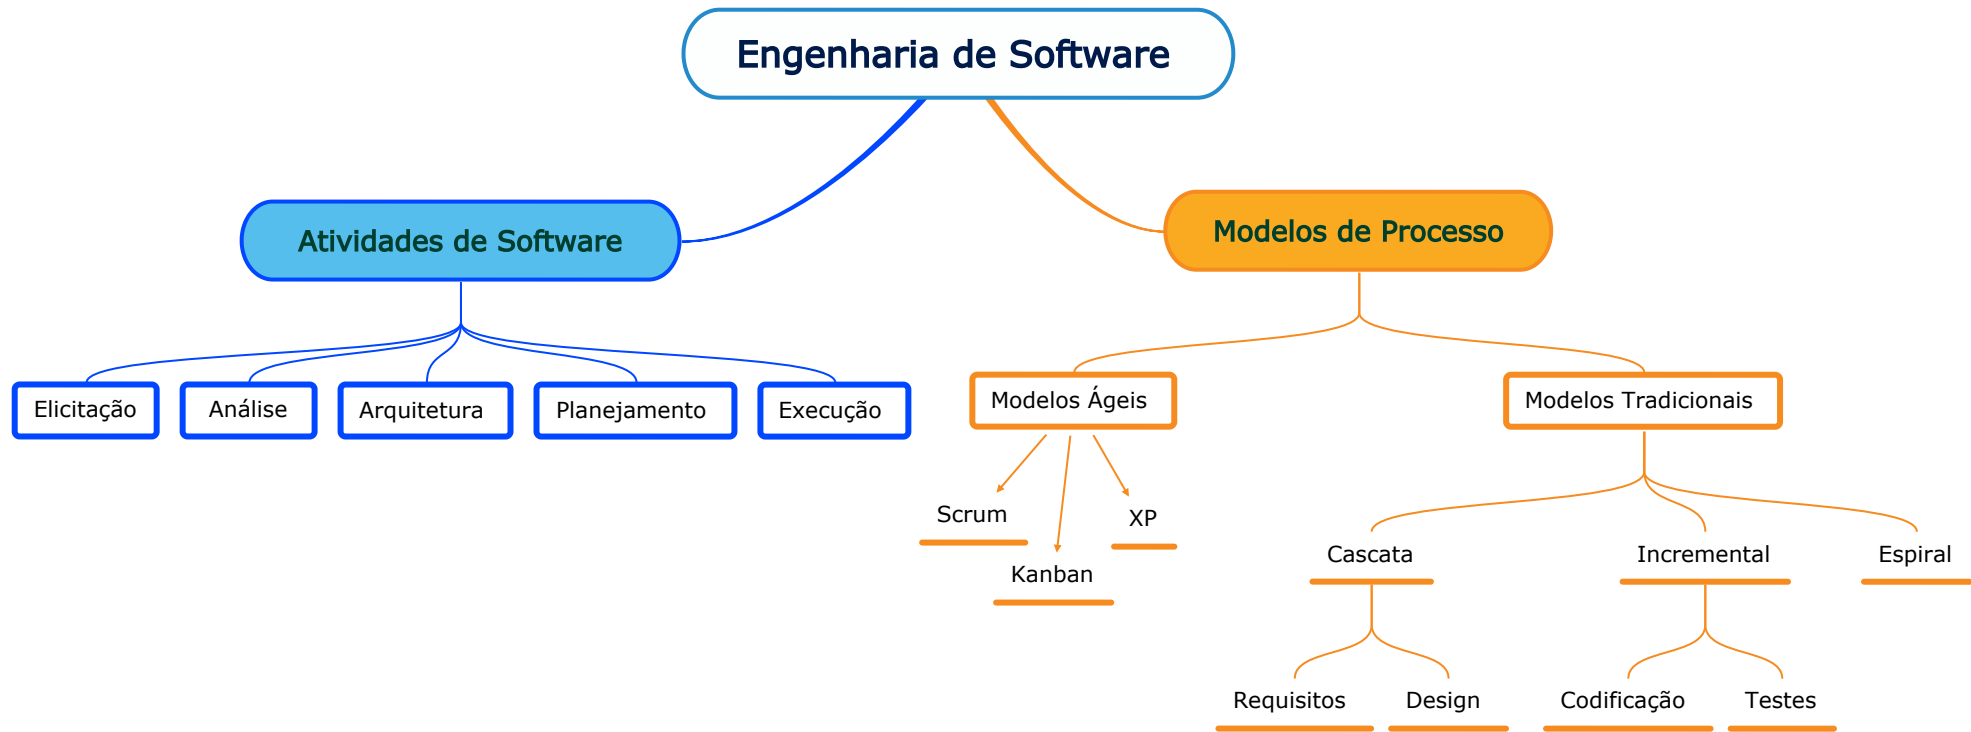 Engenharia de Software
Atividades de Software
Modelos de Processo
Elicitação
Análise
Arquitetura
Planejamento
Execução
Modelos Ágeis
Modelos Tradicionais
Scrum
XP
Kanban
Cascata
Incremental
Espiral
Requisitos
Design
Codificação
Testes